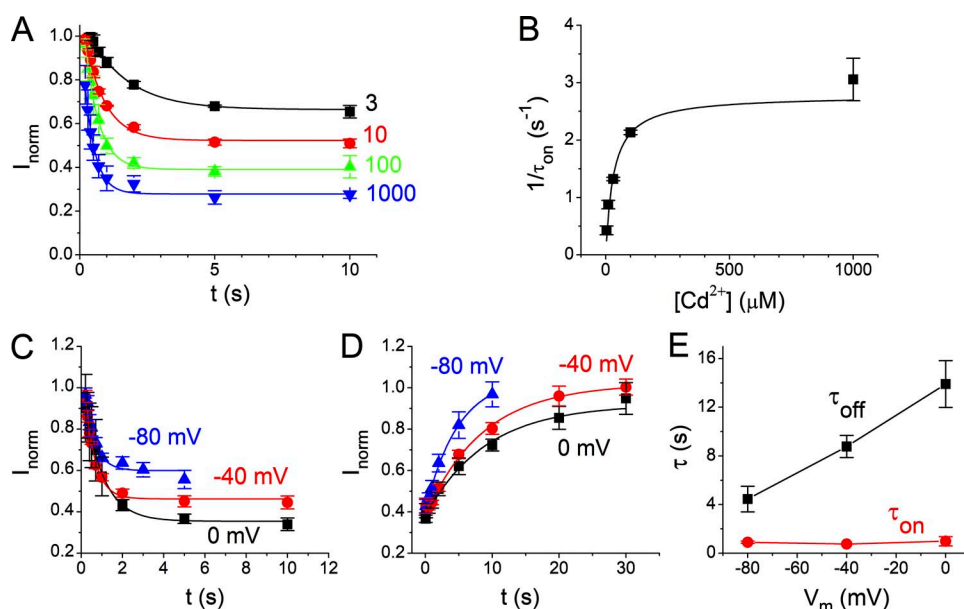 A
I_norm
1.0
0.8
0.6
0.4
0.2
0.0
3
10
100
1000
0
5
10
t (s)
B
1/τ_on (s⁻¹)
4
3
2
1
0
0
500
1000
[Cd²⁺] (μM)
C
I_norm
1.2
1.0
0.8
0.6
0.4
0.2
-80 mV
-40 mV
0 mV
0
2
4
6
8
10
12
t (s)
D
I_norm
1.2
1.0
0.8
0.6
0.4
0.2
-80 mV
-40 mV
0 mV
0
10
20
30
t (s)
E
τ (s)
16
12
8
4
0
τ_off
τ_on
-80
-60
-40
-20
0
V_m (mV)